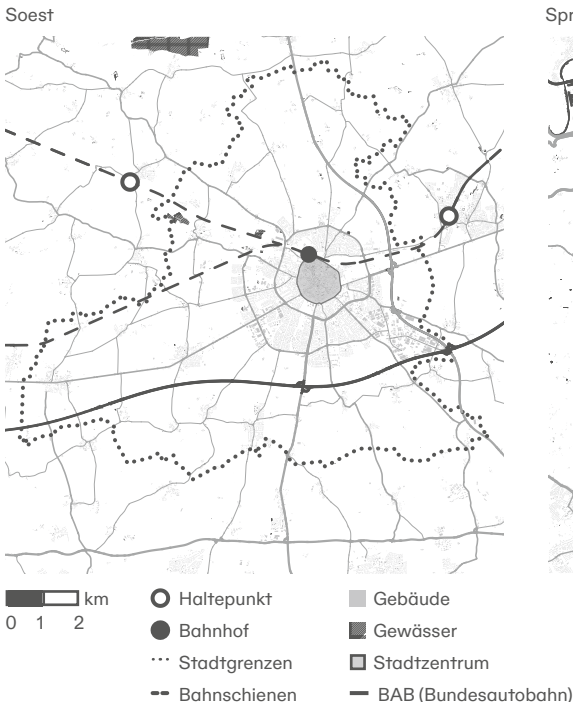 Soest
Spr
km
0 1 2
Haltepunkt
Bahnhof
Stadtgrenzen
Bahnschienen
Gebäude
Gewässer
Stadtzentrum
BAB (Bundesautobahn)